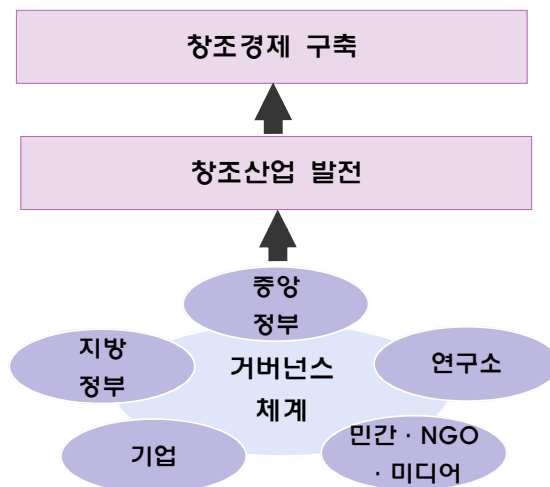 창조경제 구축
창조산업 발전
중앙
정부
지방
정부
거버넌스
체계
연구소
기업
민간 · NGO
· 미디어